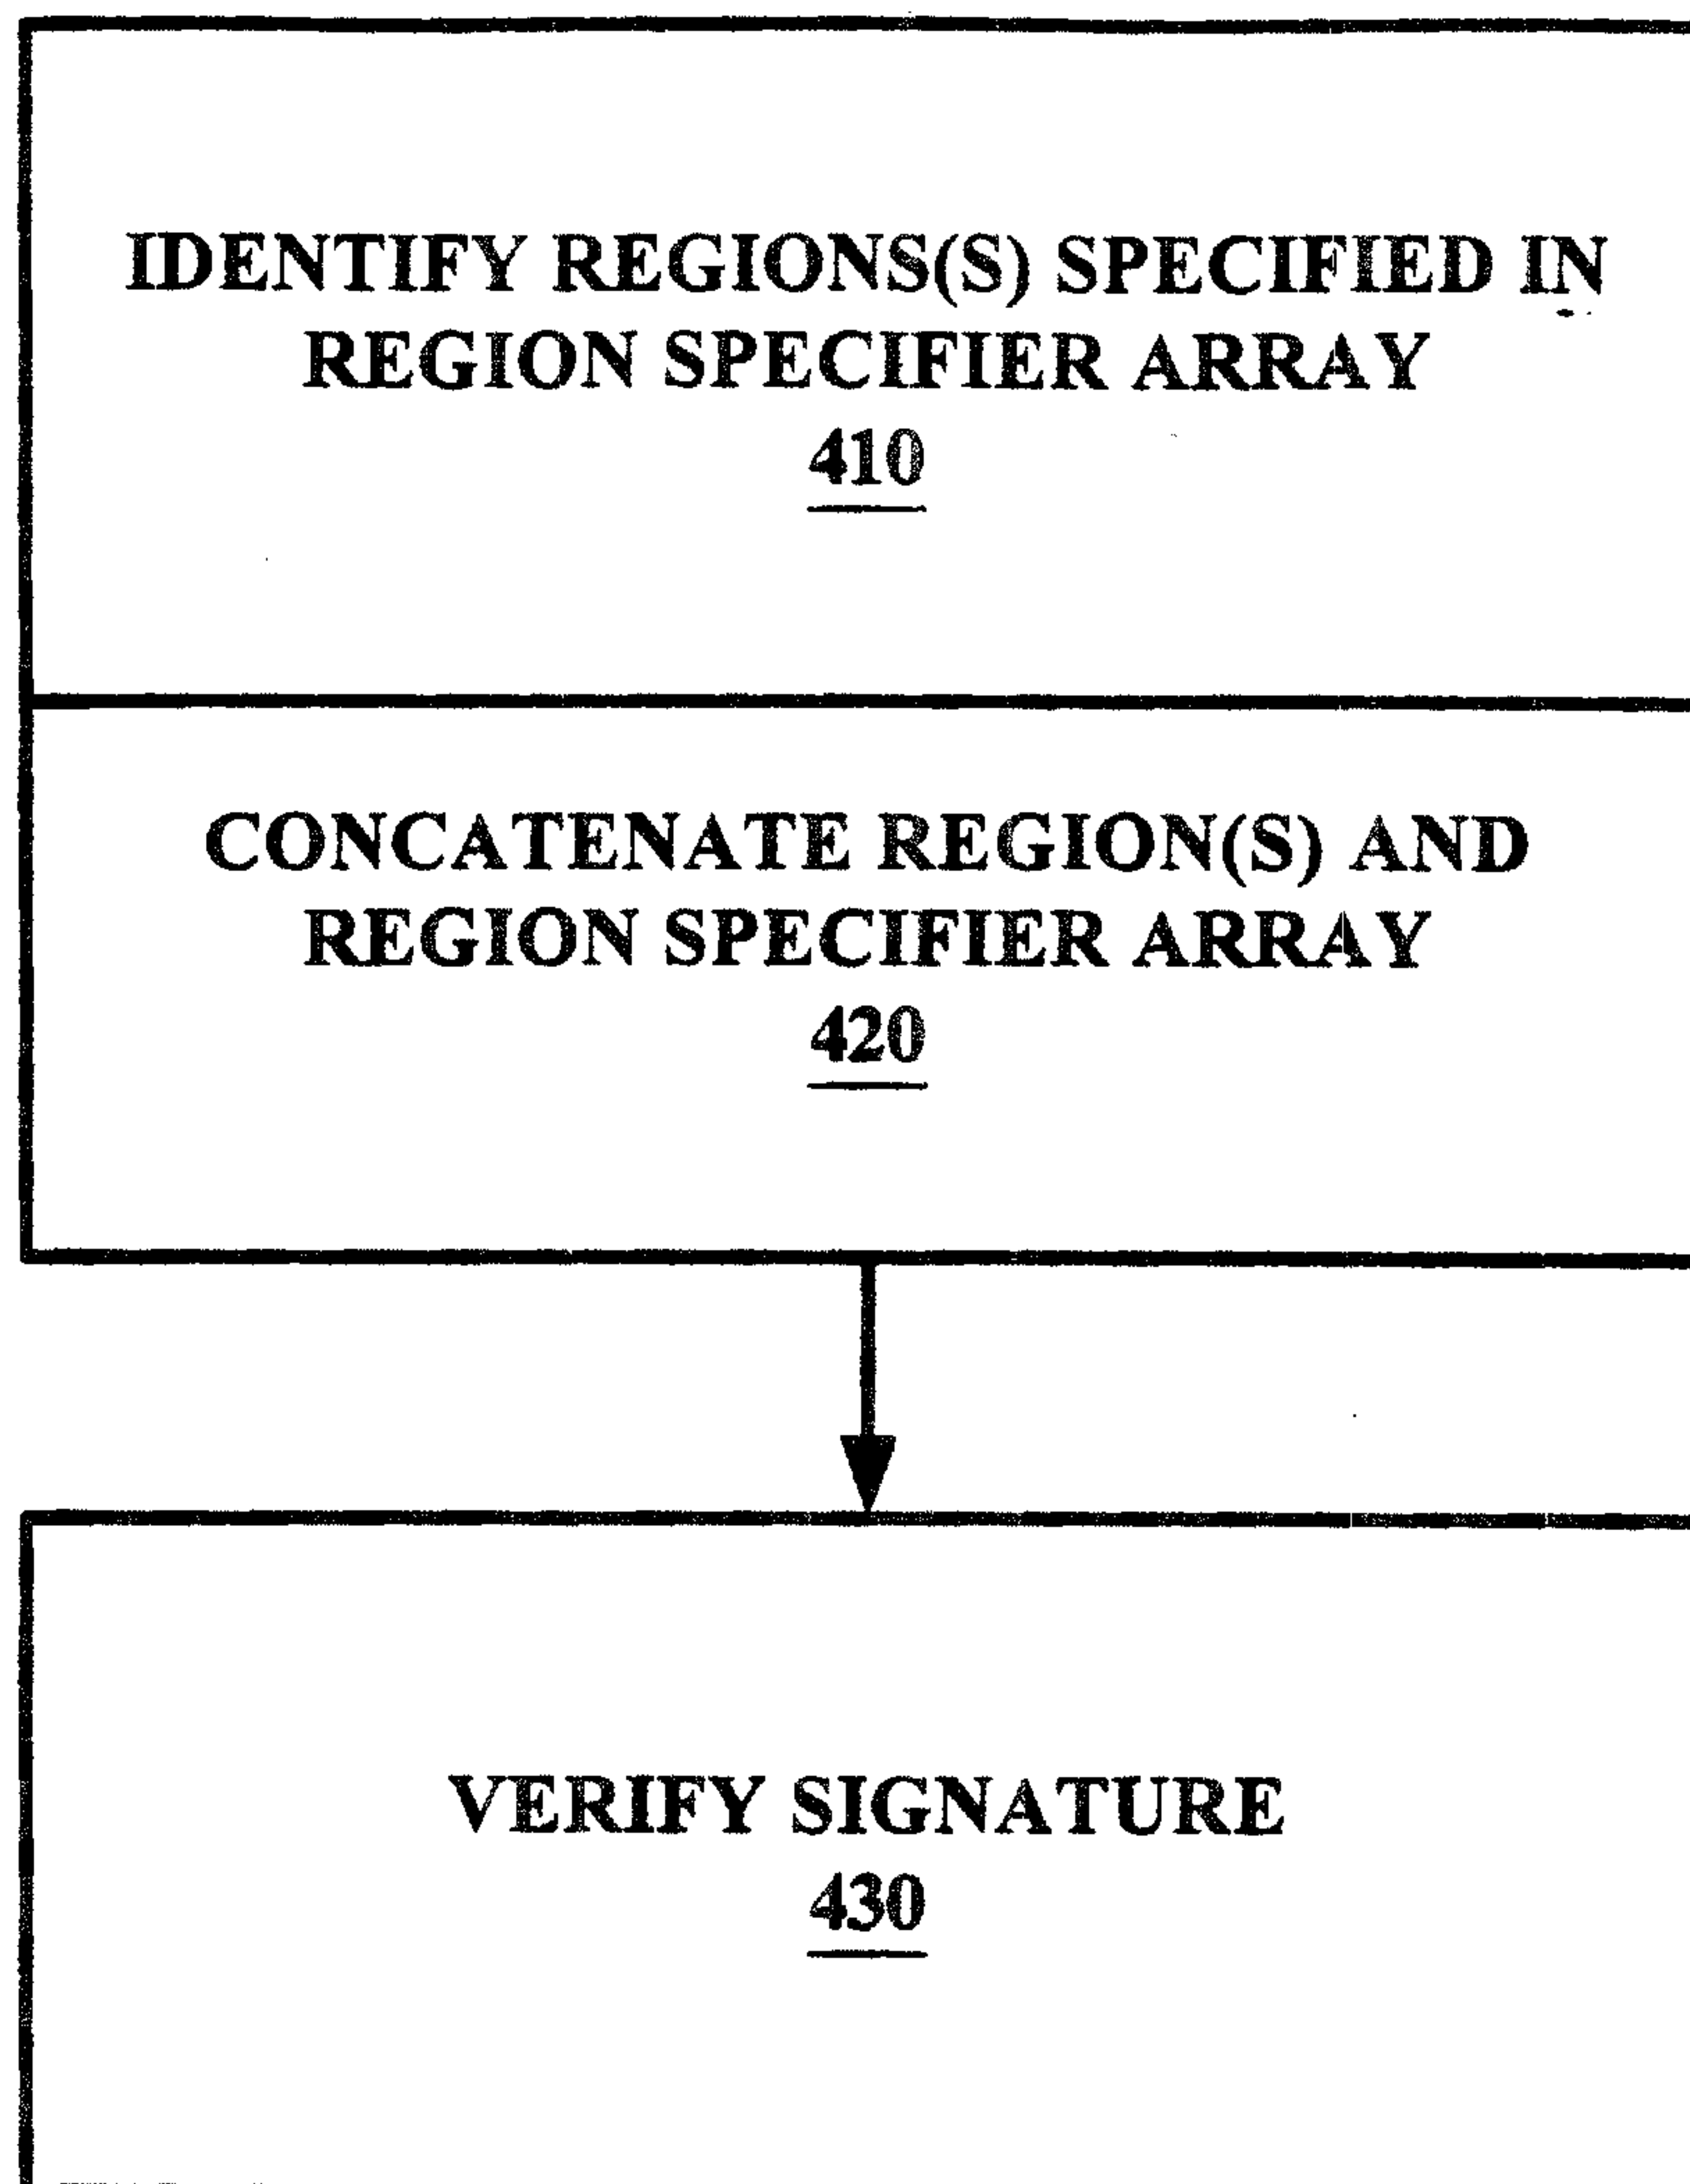 IDENTIFY REGIONS(S) SPECIFIED IN
REGION SPECIFIER ARRAY
410
CONCATENATE REGION(S) AND
REGION SPECIFIER ARRAY
420
VERIFY SIGNATURE
430